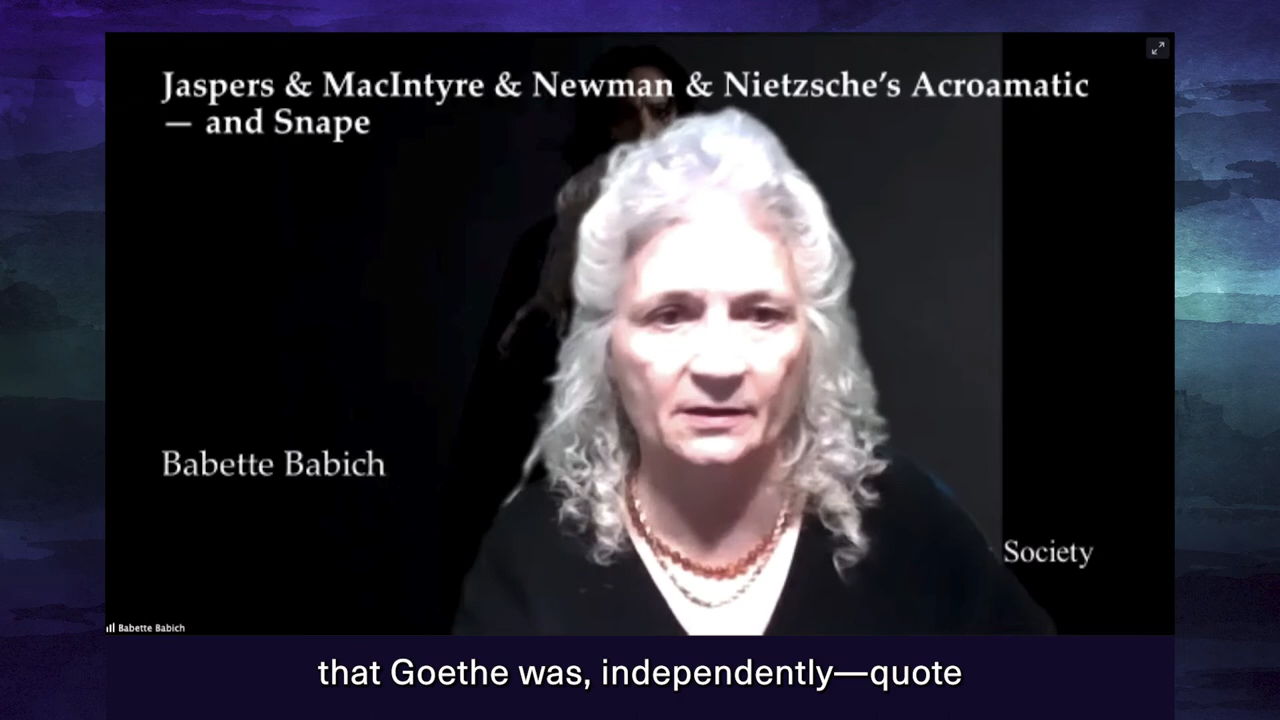 Jaspers & MacIntyre & Newman & Nietzsche's Acroamatic
— and Snape
Babette Babich
Society
Babette Babich
that Goethe was, independently—quote